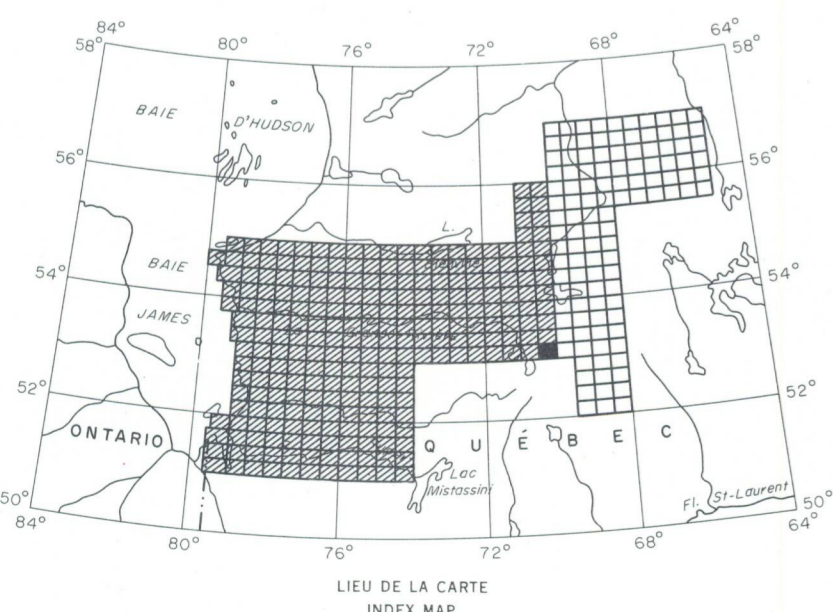 84°
58°
80°
76°
72°
68°
64°
58°
BAIE
D'HUDSON
56°
56°
L.
54°
BAIE
54°
JAMES
52°
52°
ONTARIO
QUÉBEC
Lac
Mistassini
50°
84°
Fl. St-Laurent
50°
64°
80°
76°
72°
68°
LIEU DE LA CARTE
INDEX MAP